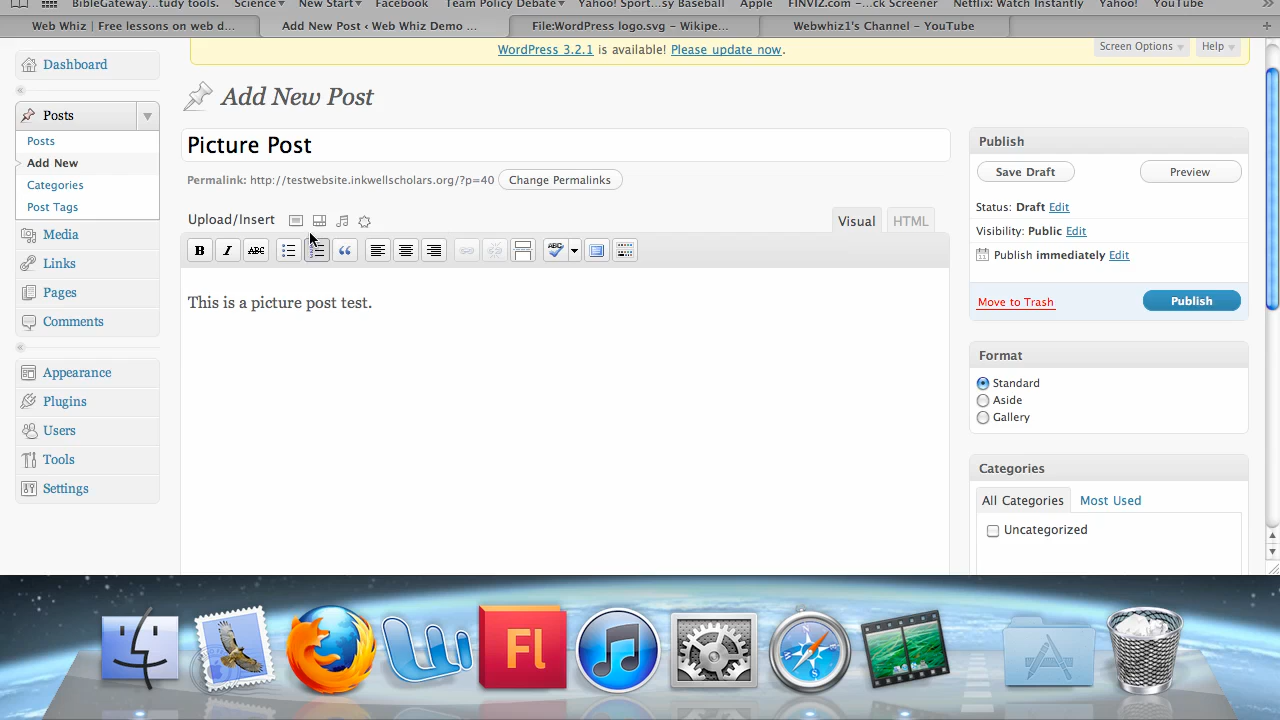 BibleGateway...tudy tools. Science▾ New Start▾ Facebook Team Policy Debate▾ Yahoo! Sport...sy Baseball Apple FINVIZ.com -...ck Screener Netflix: Watch Instantly Yahoo! YouTube
Web Whiz | Free lessons on web d... Add New Post ‹ Web Whiz Demo ... File:WordPress logo.svg – Wikipe... Webwhiz1's Channel – YouTube
WordPress 3.2.1 is available! Please update now.
Screen Options Help
Dashboard
Posts
Posts
Add New
Categories
Post Tags
Media
Links
Pages
Comments
Appearance
Plugins
Users
Tools
Settings
Add New Post
Picture Post
Permalink: http://testwebsite.inkwellscholars.org/?p=40 Change Permalinks
Upload/Insert
Visual HTML
B I ABC ABC
This is a picture post test.
Publish
Save Draft Preview
Status: Draft Edit
Visibility: Public Edit
Publish immediately Edit
Move to Trash Publish
Format
Standard
Aside
Gallery
Categories
All Categories Most Used
Uncategorized
Fl